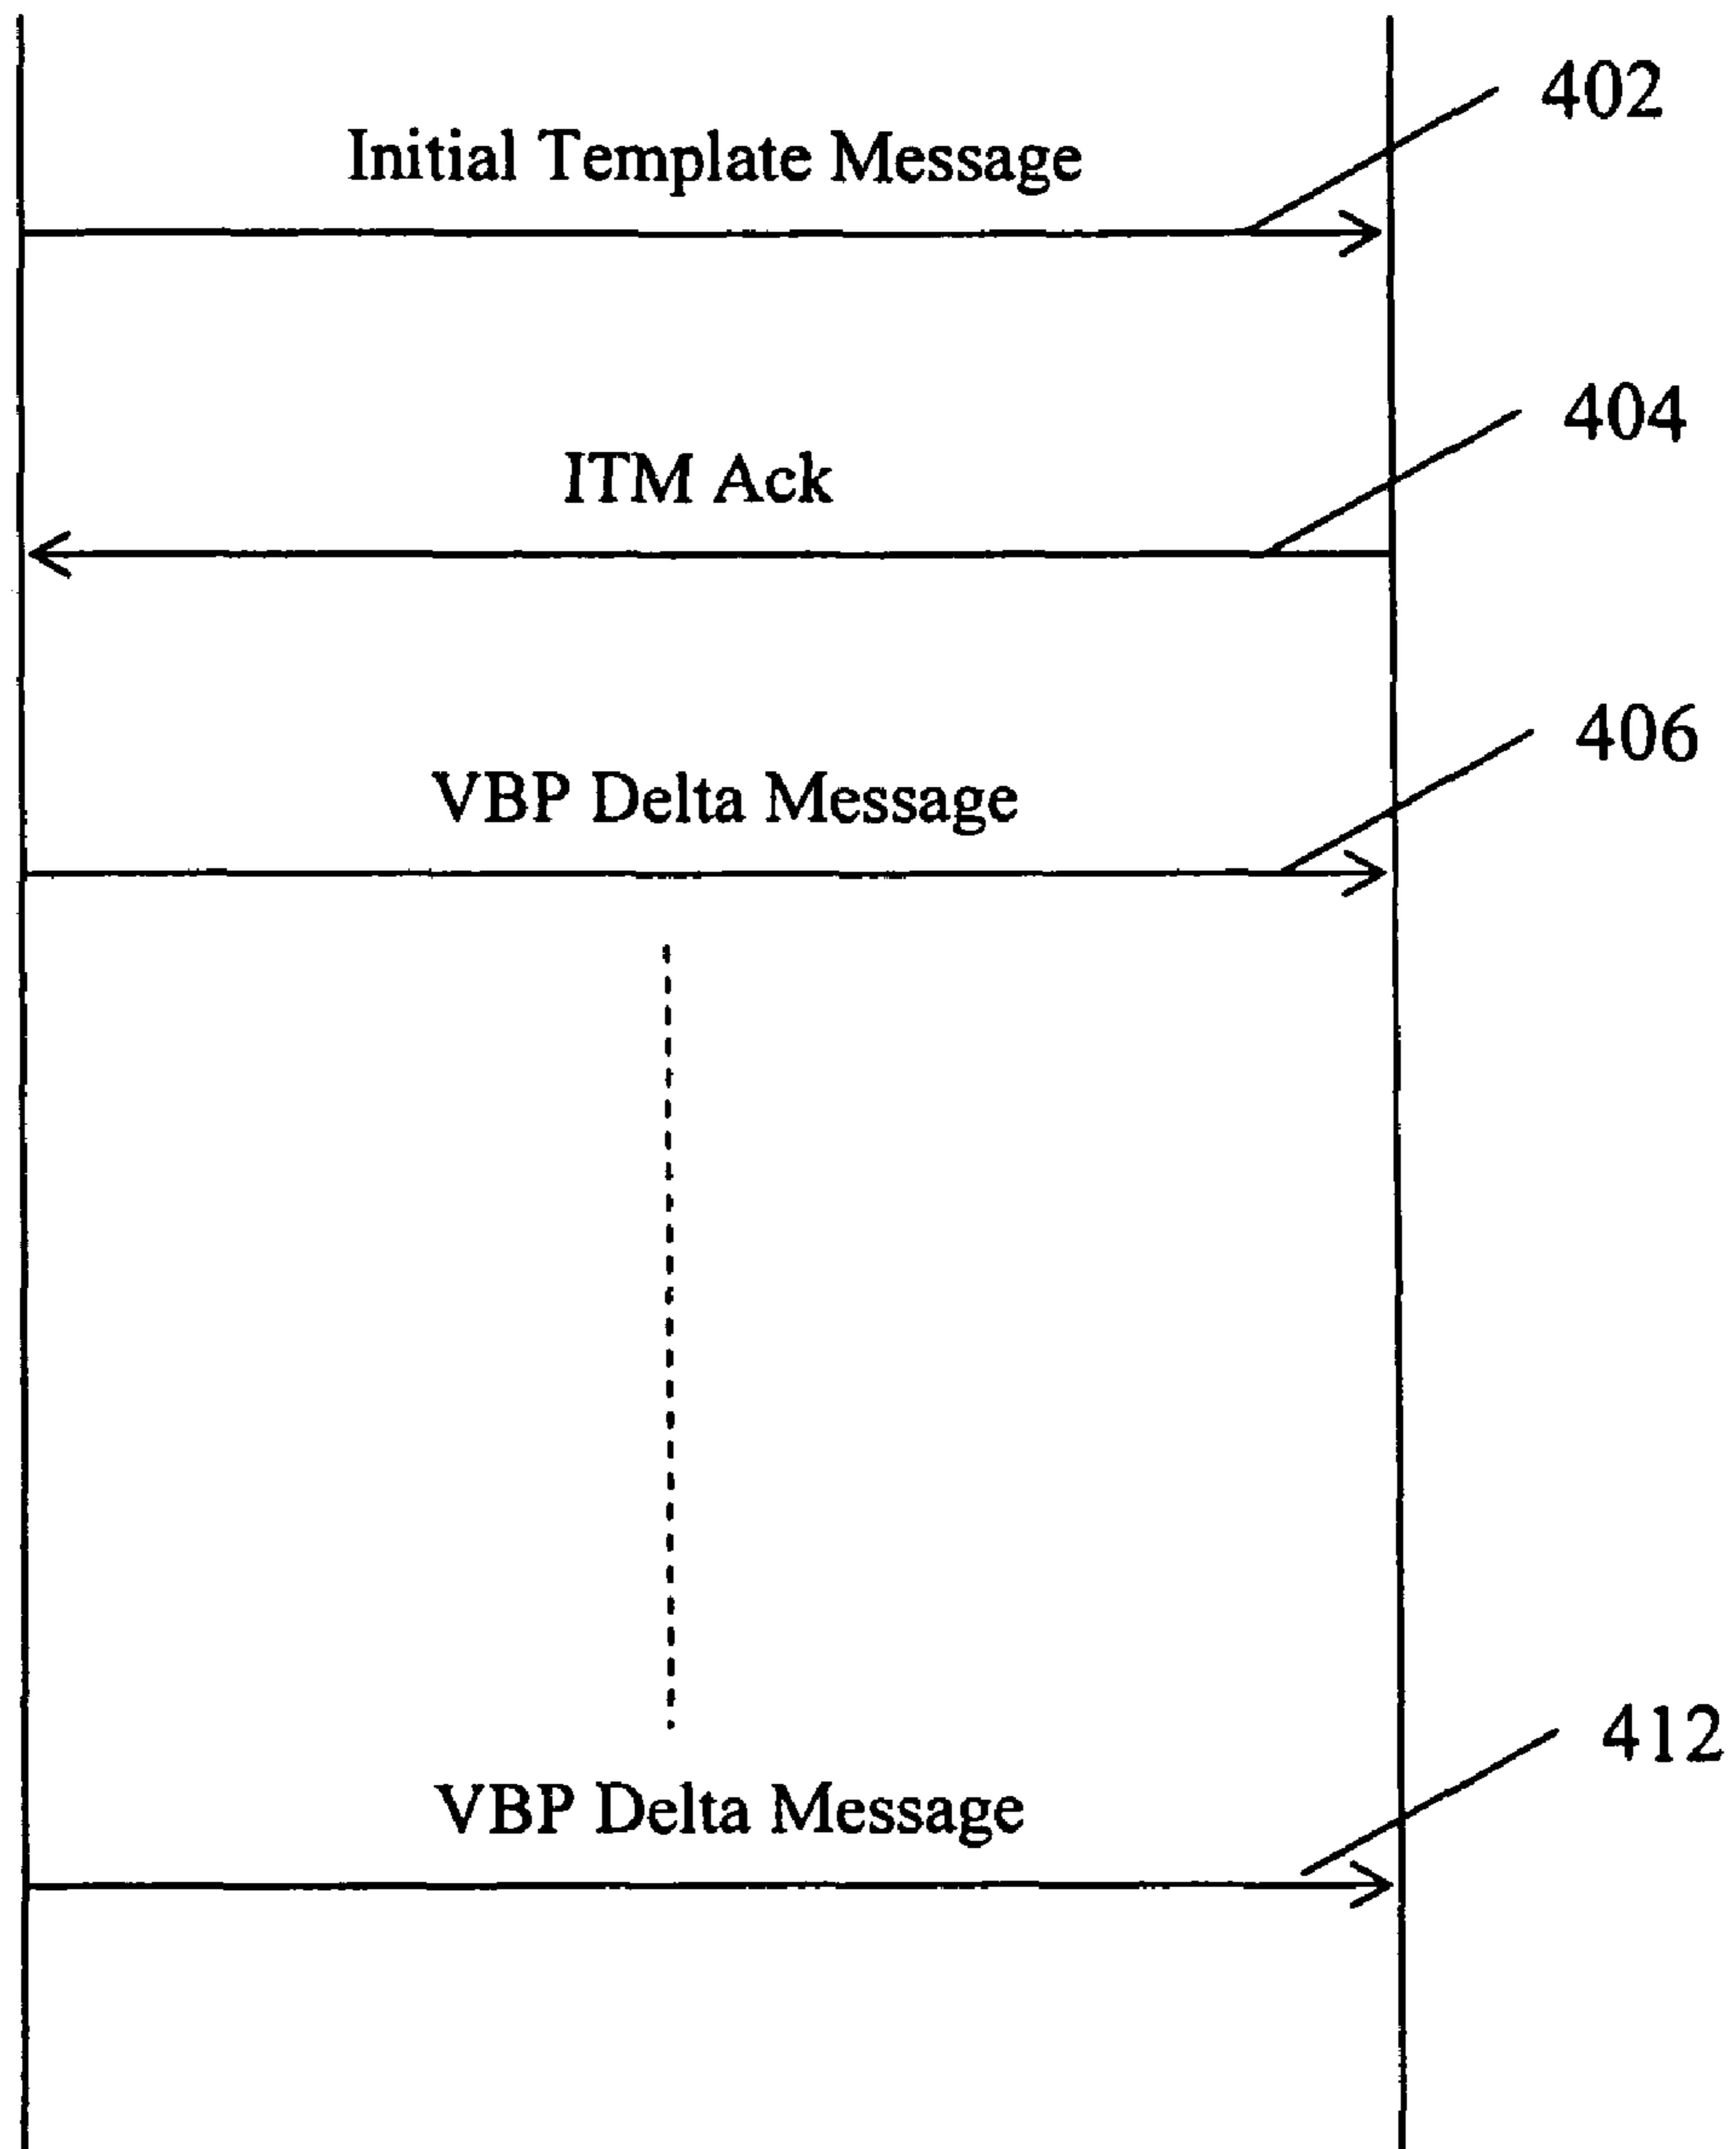 402
Initial Template Message
404
ITM Ack
406
VBP Delta Message
412
VBP Delta Message